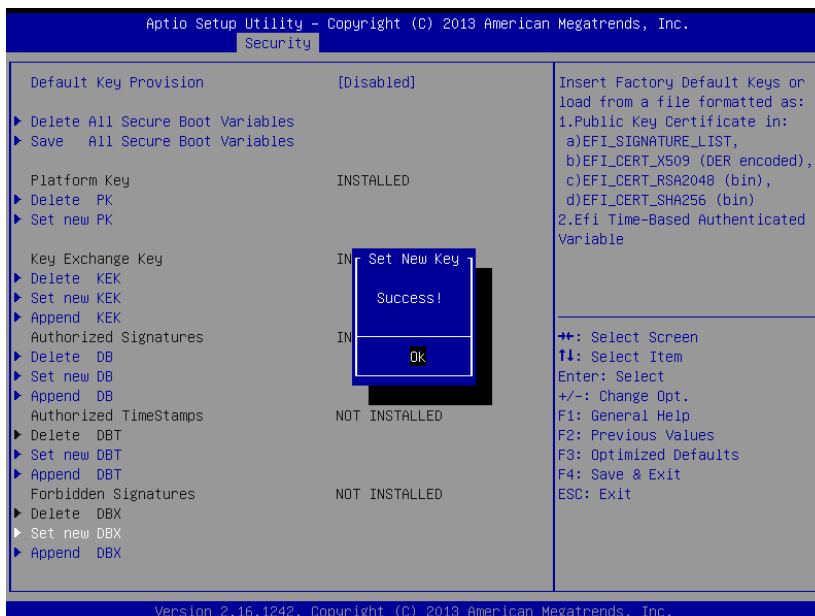 Aptio Setup Utility – Copyright (C) 2013 American Megatrends, Inc.
Security
Default Key Provision [Disabled]
Delete All Secure Boot Variables
Save All Secure Boot Variables
Platform Key INSTALLED
Delete PK
Set new PK
Key Exchange Key IN
Delete KEK
Set new KEK
Append KEK
Authorized Signatures IN
Delete DB
Set new DB
Append DB
Authorized TimeStamps NOT INSTALLED
Delete DBT
Set new DBT
Append DBT
Forbidden Signatures NOT INSTALLED
Delete DBX
Set new DBX
Append DBX
Set New Key
Success!
Ok
Insert Factory Default Keys or
load from a file formatted as:
1.Public Key Certificate in:
a)EFI_SIGNATURE_LIST,
b)EFI_CERT_X509 (DER encoded),
c)EFI_CERT_RSA2048 (bin),
d)EFI_CERT_SHA256 (bin)
2.Efi Time-Based Authenticated
Variable
→←: Select Screen
↑↓: Select Item
Enter: Select
+/-: Change Opt.
F1: General Help
F2: Previous Values
F3: Optimized Defaults
F4: Save & Exit
ESC: Exit
Version 2.16.1242. Copyright (C) 2013 American Megatrends, Inc.